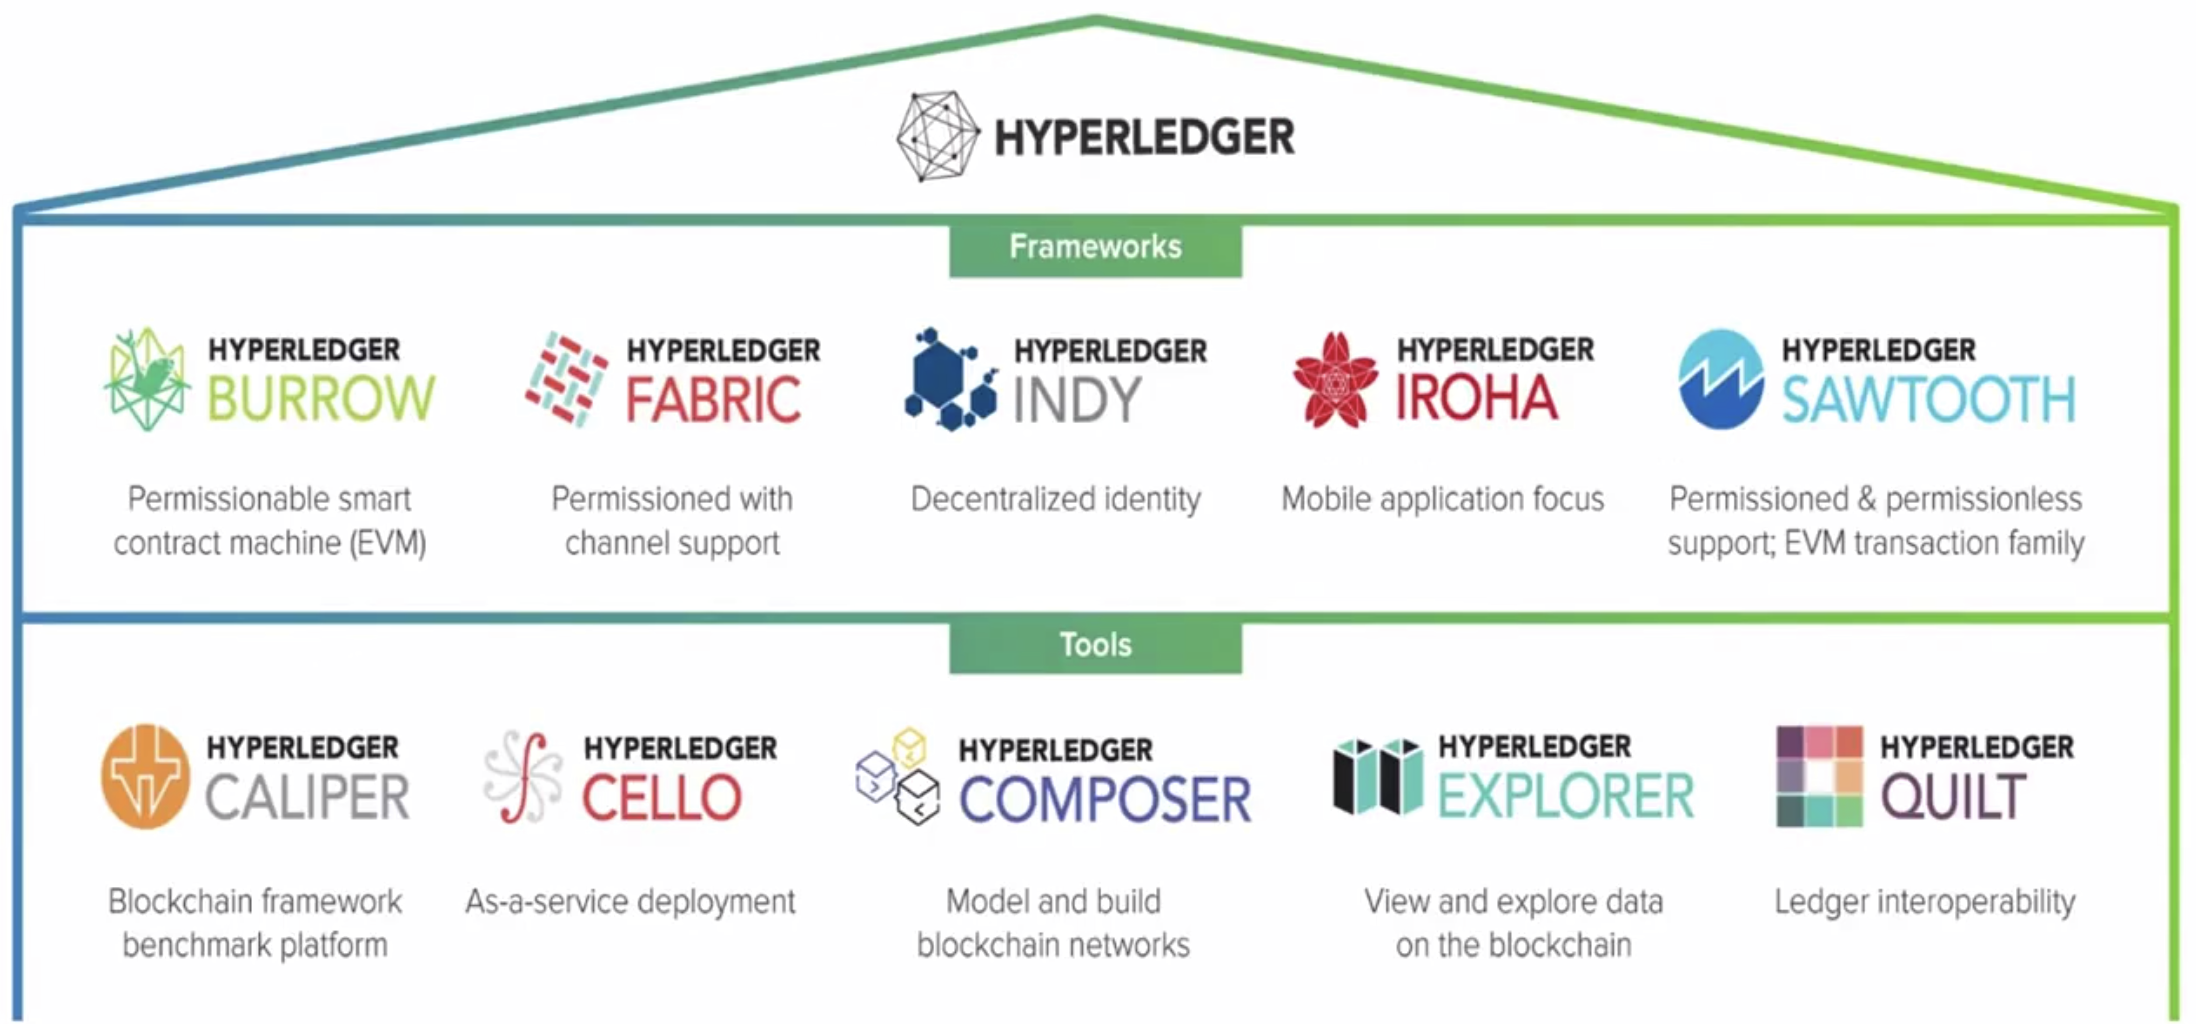 HYPERLEDGER
Frameworks
HYPERLEDGER
BURROW
Permissionable smart
contract machine (EVM)
HYPERLEDGER
FABRIC
Permissioned with
channel support
HYPERLEDGER
INDY
Decentralized identity
HYPERLEDGER
IROHA
Mobile application focus
HYPERLEDGER
SAWTOOTH
Permissioned & permissionless
support; EVM transaction family
Tools
HYPERLEDGER
CALIPER
Blockchain framework
benchmark platform
HYPERLEDGER
CELLO
As-a-service deployment
HYPERLEDGER
COMPOSER
Model and build
blockchain networks
HYPERLEDGER
EXPLORER
View and explore data
on the blockchain
HYPERLEDGER
QUILT
Ledger interoperability